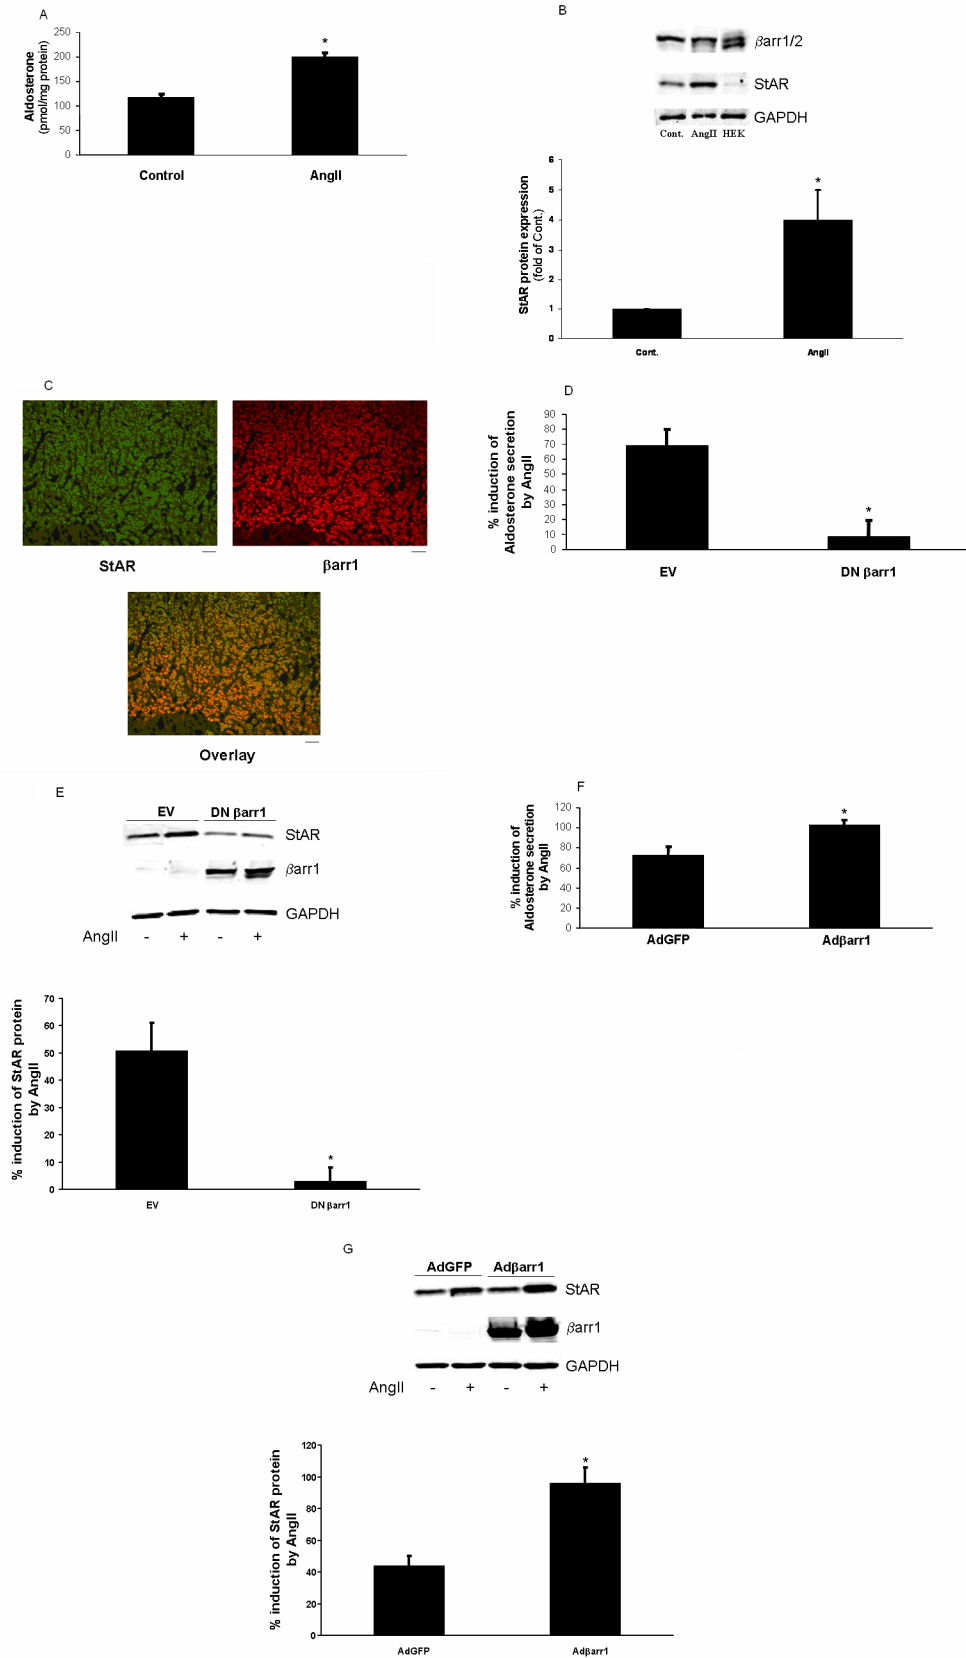 A
Aldosterone
(pmol/mg protein)
250
200
150
100
50
0
*
Control
AngII
B
βarr1/2
StAR
GAPDH
Cont. AngII HEK
StAR protein expression
(fold of Cont.)
6
5
4
3
2
1
0
*
Cont.
AngII
C
StAR
βarr1
Overlay
D
% induction of
Aldosterone secretion
by AngII
90
80
70
60
50
40
30
20
10
0
*
EV
DN βarr1
E
EV DN βarr1
StAR
βarr1
GAPDH
AngII - + - +
% induction of StAR protein
by AngII
70
60
50
40
30
20
10
0
*
EV
DN βarr1
F
% induction of
Aldosterone secretion
by AngII
120
100
80
60
40
20
0
*
AdGFP
Adβarr1
G
AdGFP Adβarr1
StAR
βarr1
GAPDH
AngII - + - +
% induction of StAR protein
by AngII
120
100
80
60
40
20
0
*
AdGFP
Adβarr1